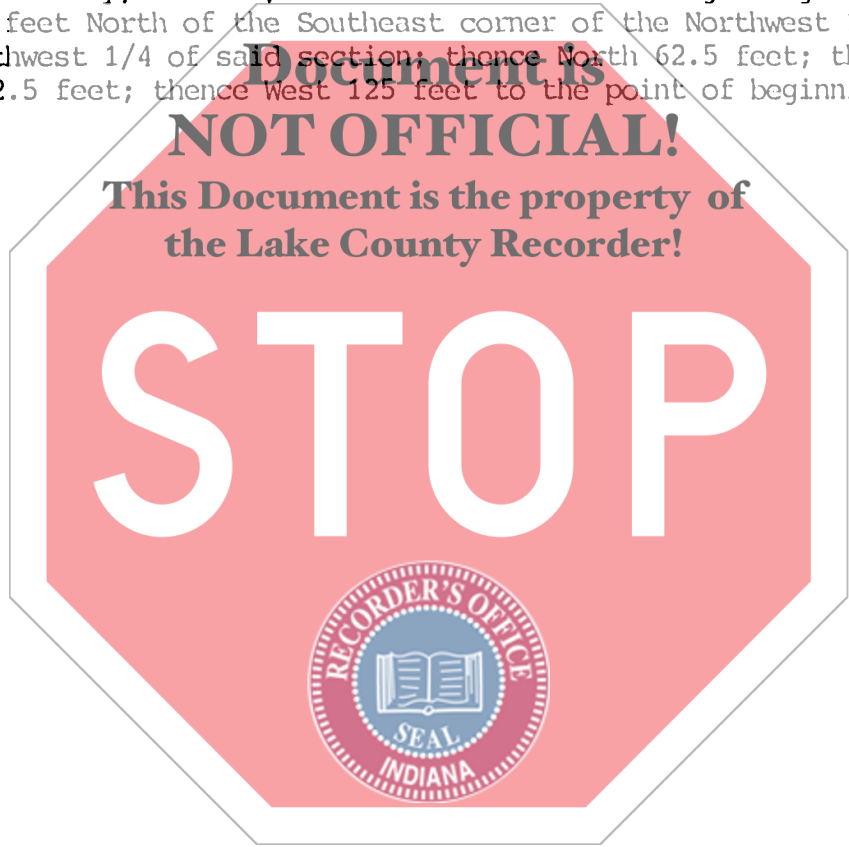 feet North of the Southeast corner of the Northwest
hwest 1/4 of said section; thence North 62.5 feet;
2.5 feet; thence West 125 feet to the point of beginn
Document is
NOT OFFICIAL!
This Document is the property of
the Lake County Recorder!
STOP
RECORDER'S OFFICE
SEAL
INDIANA